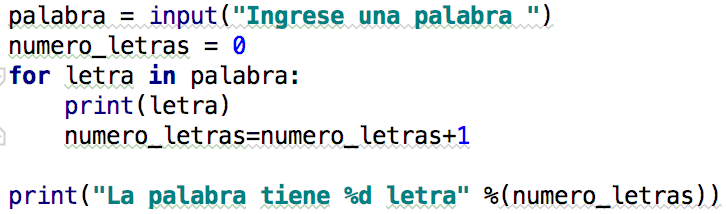 palabra = input("Ingrese una palabra ")
numero_letras = 0
for letra in palabra:
    print(letra)
    numero_letras=numero_letras+1

print("La palabra tiene %d letra" %(numero_letras))